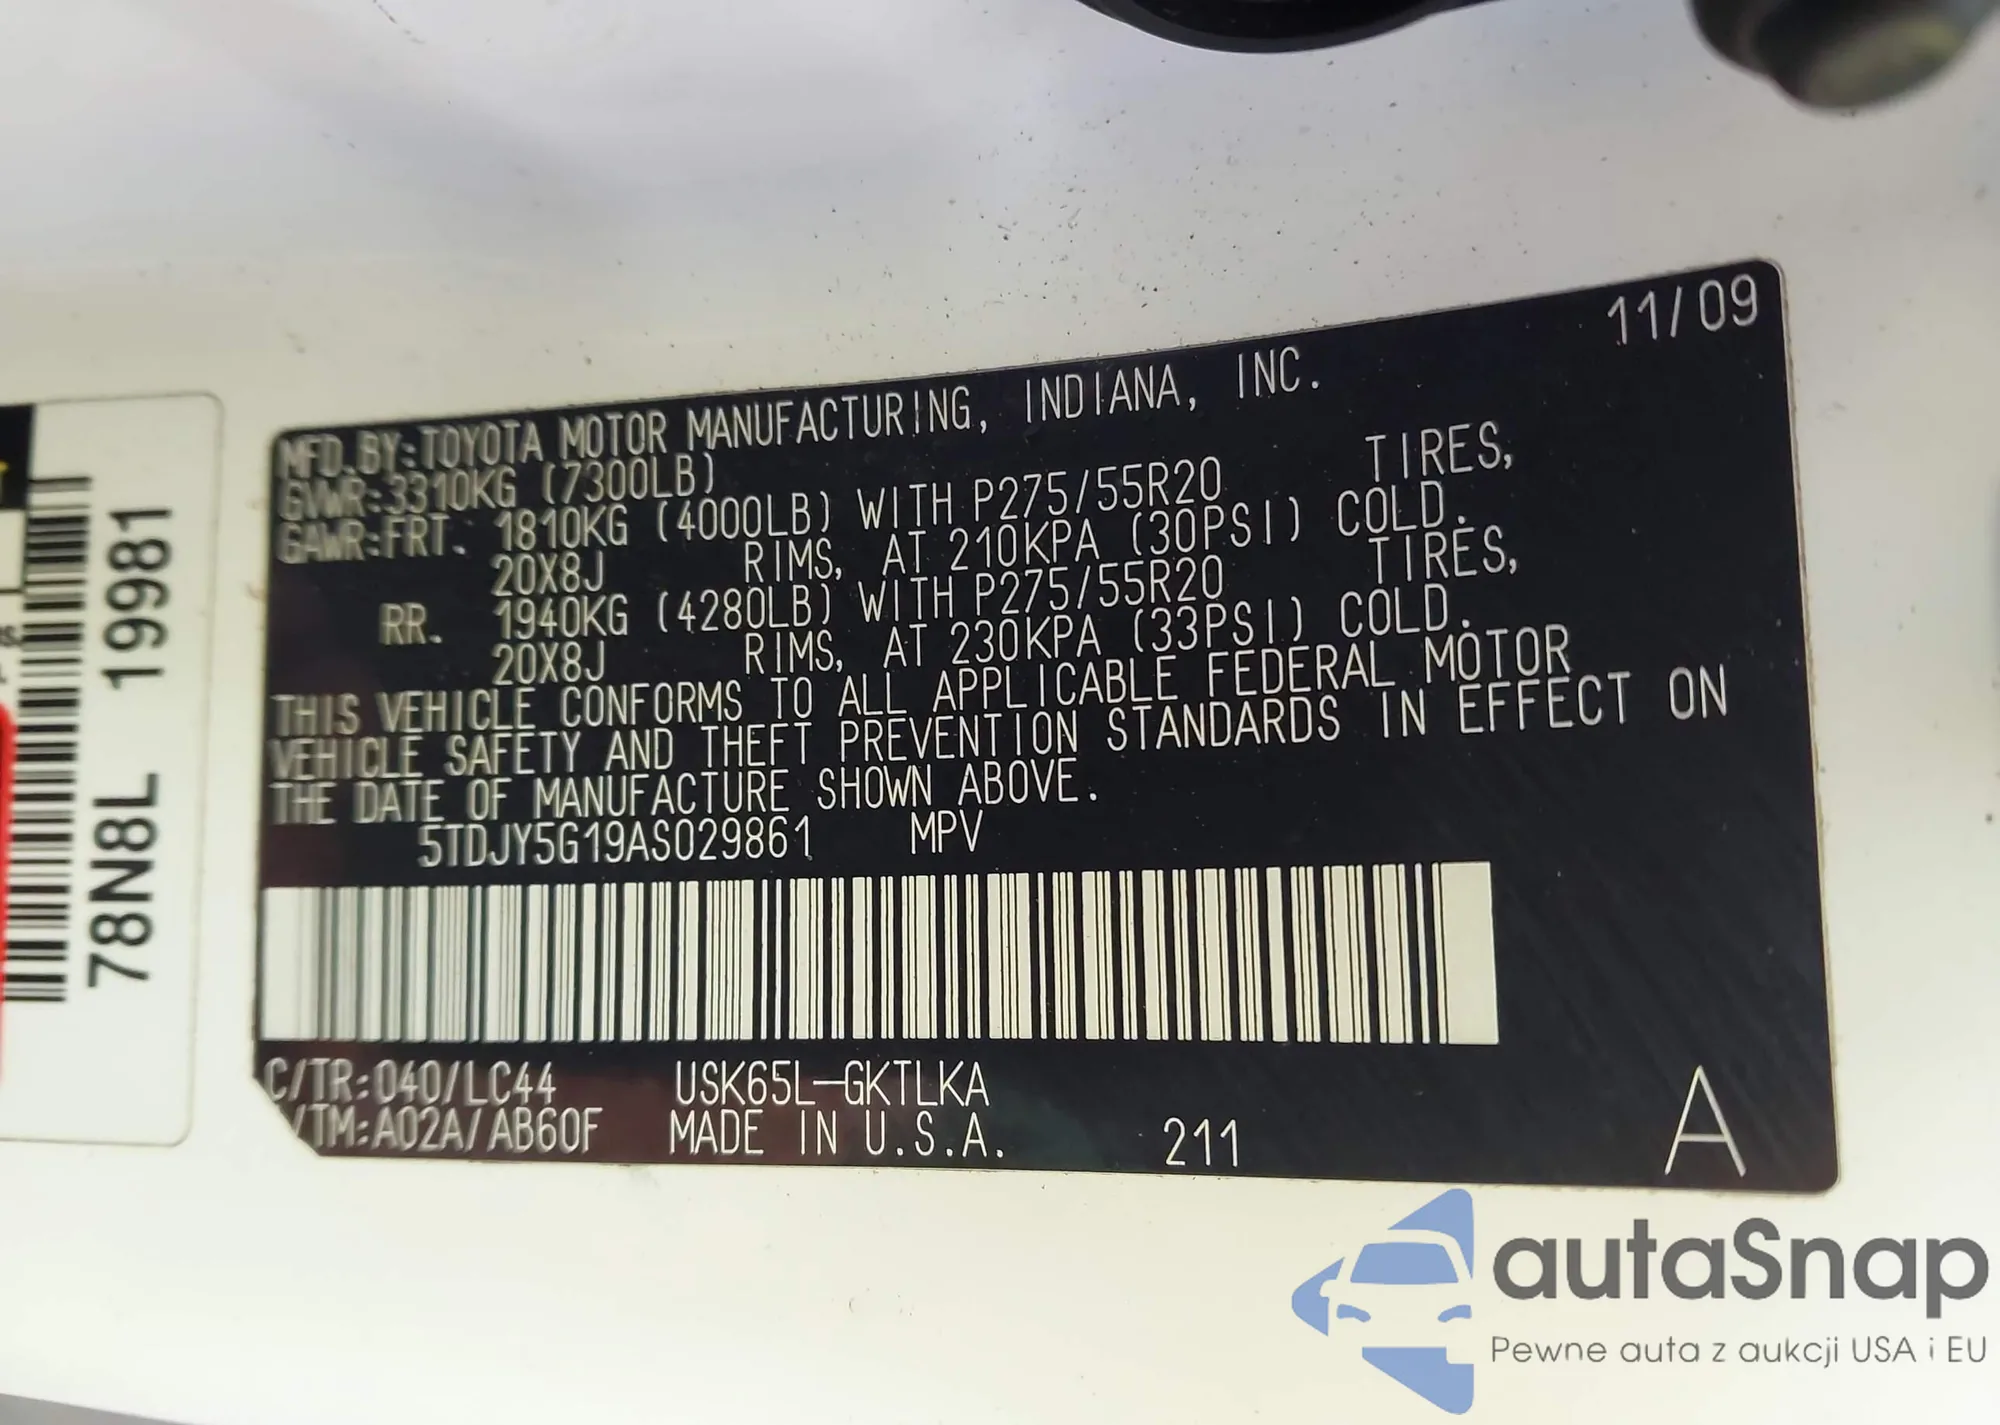 11/09
MFD.BY:TOYOTA MOTOR MANUFACTURING, INDIANA, INC.
GVWR:3310KG (7300LB)
GAWR:FRT. 1810KG (4000LB) WITH P275/55R20 TIRES,
20X8J RIMS, AT 210KPA (30PSI) COLD.
RR. 1940KG (4280LB) WITH P275/55R20 TIRES,
20X8J RIMS, AT 230KPA (33PSI) COLD.
THIS VEHICLE CONFORMS TO ALL APPLICABLE FEDERAL MOTOR
VEHICLE SAFETY AND THEFT PREVENTION STANDARDS IN EFFECT ON
THE DATE OF MANUFACTURE SHOWN ABOVE.
5TDJY5G19AS029861 MPV
C/TR:040/LC44 USK65L-GKTLKA
/TM:A02A/AB60F MADE IN U.S.A. 211 A
78N8L 19981
autaSnap
Pewne auta z aukcji USA i EU